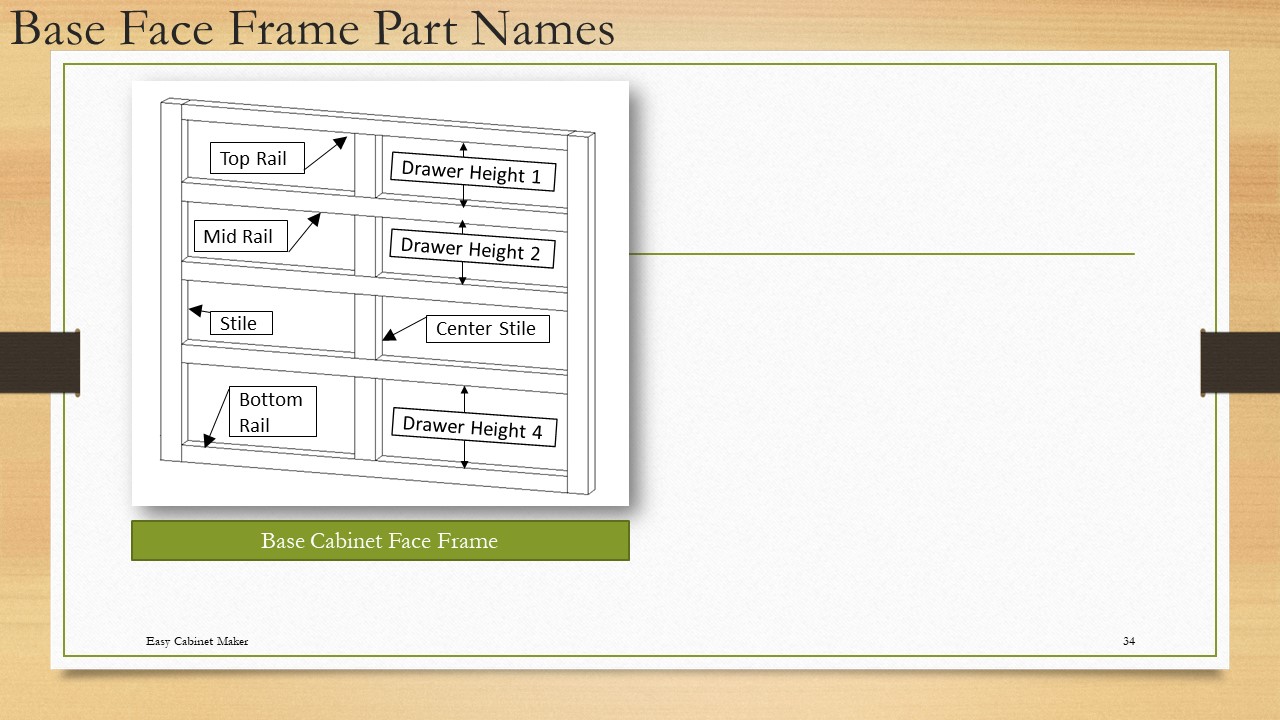 Base Face Frame Part Names
Top Rail
Drawer Height 1
Mid Rail
Drawer Height 2
Stile
Center Stile
Bottom
Rail
Drawer Height 4
Base Cabinet Face Frame
Easy Cabinet Maker
34